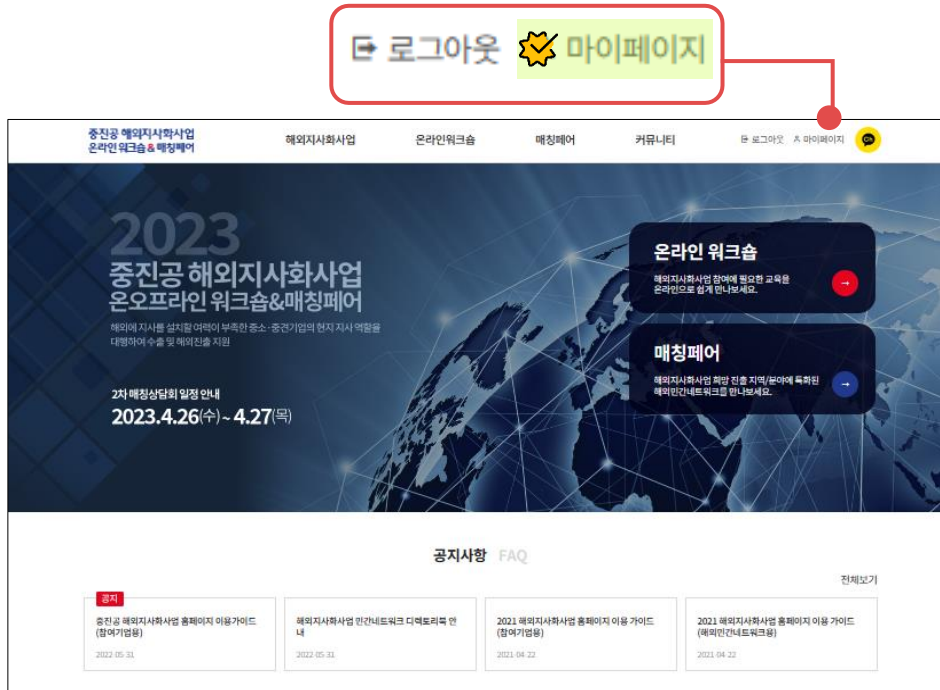 로그아웃 마이페이지
중진공 해외지사화사업
온라인 워크숍 & 매칭페어
해외지사화사업 온라인워크숍 매칭페어 커뮤니티 로그아웃 마이페이지 Ch
2023
중진공 해외지사화사업
온오프라인 워크숍&매칭페어
해외에 지사를 설치할 여력이 부족한 중소·중견기업의 현지 지사 역할을
대행하여 수출 및 해외진출 지원
2차 매칭상담회 일정 안내
2023.4.26(수) ~ 4.27(목)
온라인 워크숍
해외지사화사업 참여에 필요한 교육을
온라인으로 쉽게 만나보세요.
매칭페어
해외지사화사업 희망 진출 지역/분야에 특화된
해외민간네트워크를 만나보세요.
공지사항 FAQ
전체보기
공지
중진공 해외지사화사업 홈페이지 이용가이드
(참여기업용)
2022-05-31
해외지사화사업 민간네트워크 디렉토리북 안
내
2022-05-31
2021 해외지사화사업 홈페이지 이용 가이드
(참여기업용)
2021-04-22
2021 해외지사화사업 홈페이지 이용 가이드
(해외민간네트워크용)
2021-04-22